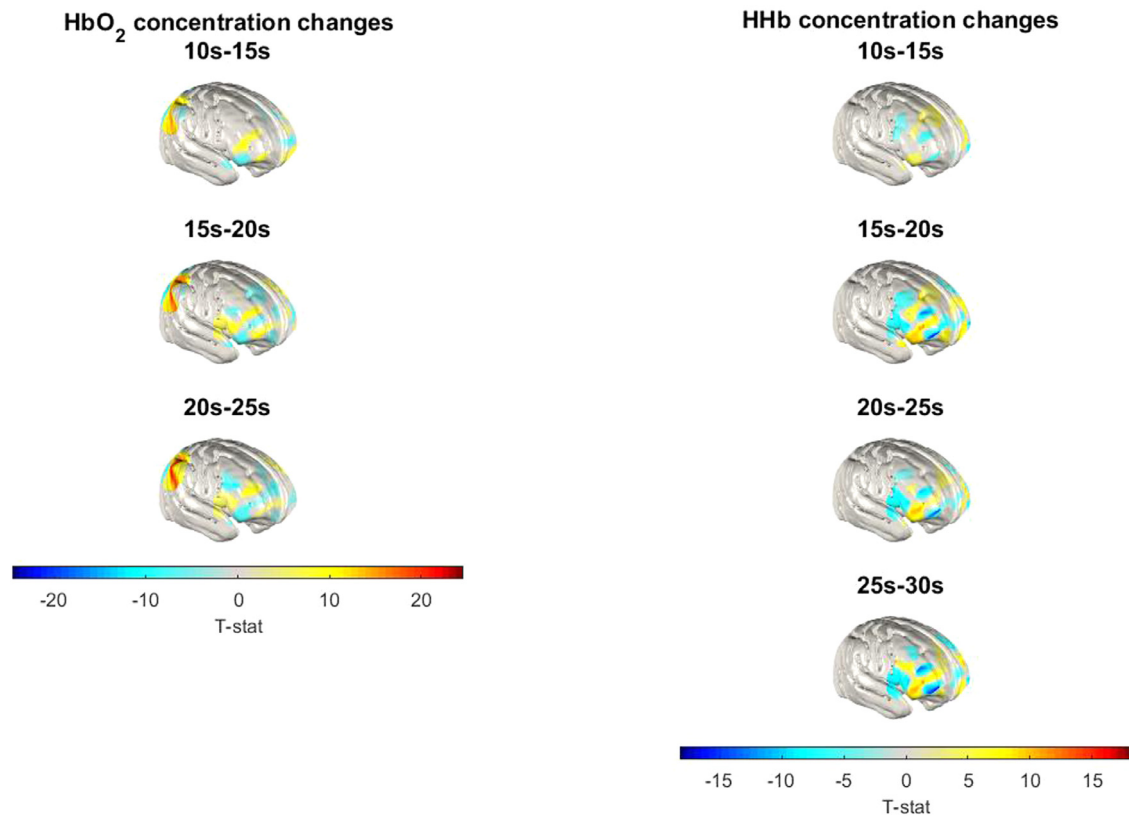 HbO₂ concentration changes
10s-15s
15s-20s
20s-25s
-20 -10 0 10 20
T-stat
HHb concentration changes
10s-15s
15s-20s
20s-25s
25s-30s
-15 -10 -5 0 5 10 15
T-stat